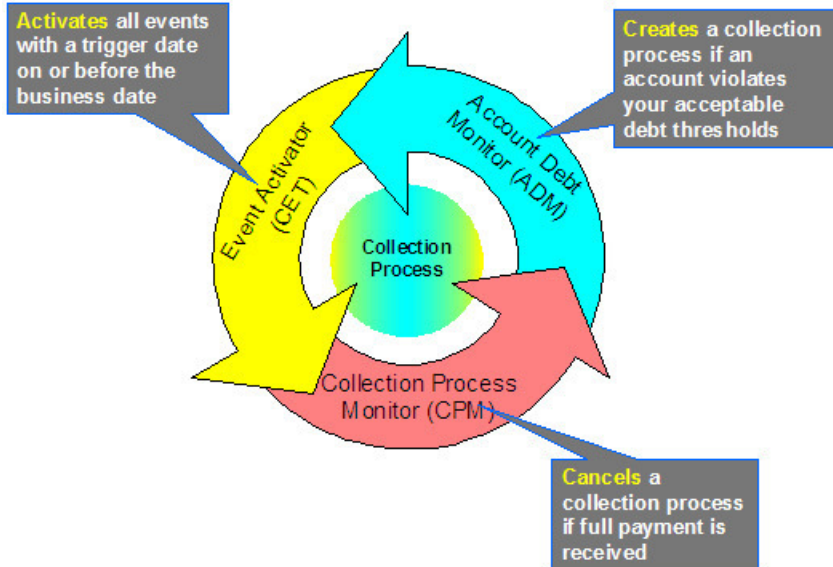 Activates all events
with a trigger date
on or before the
business date
Creates a collection
process if an
account violates
your acceptable
debt thresholds
Account Debt
Monitor (ADM)
Event Activator
(CET)
Collection
Process
Collection Process
Monitor (CPM)
Cancels a
collection process
if full payment is
received